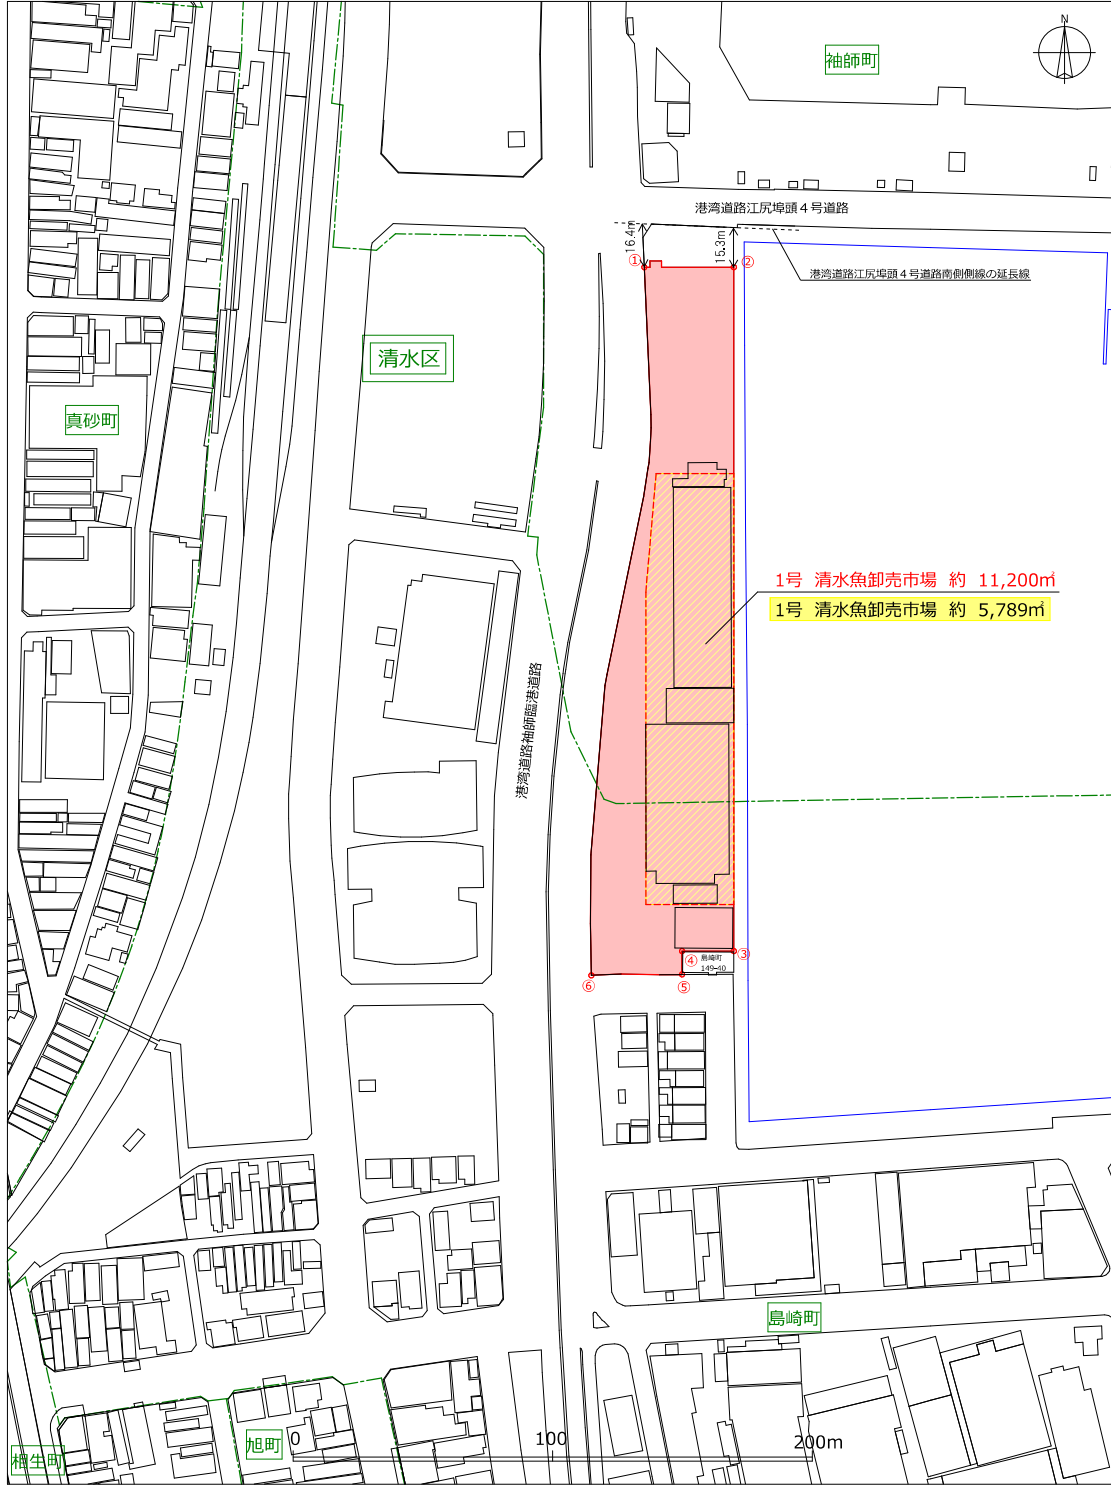 N
袖師町
港湾道路江尻埠頭4号道路
16.4m
15.3m
①
②
港湾道路江尻埠頭4号道路南側側線の延長線
清水区
真砂町
1号 清水魚卸売市場 約 11,200㎡
1号 清水魚卸売市場 約 5,789㎡
港湾道路袖師臨港道路
③
④
島崎町
149-40
⑤
⑥
島崎町
旭町
相生町
0
100
200m